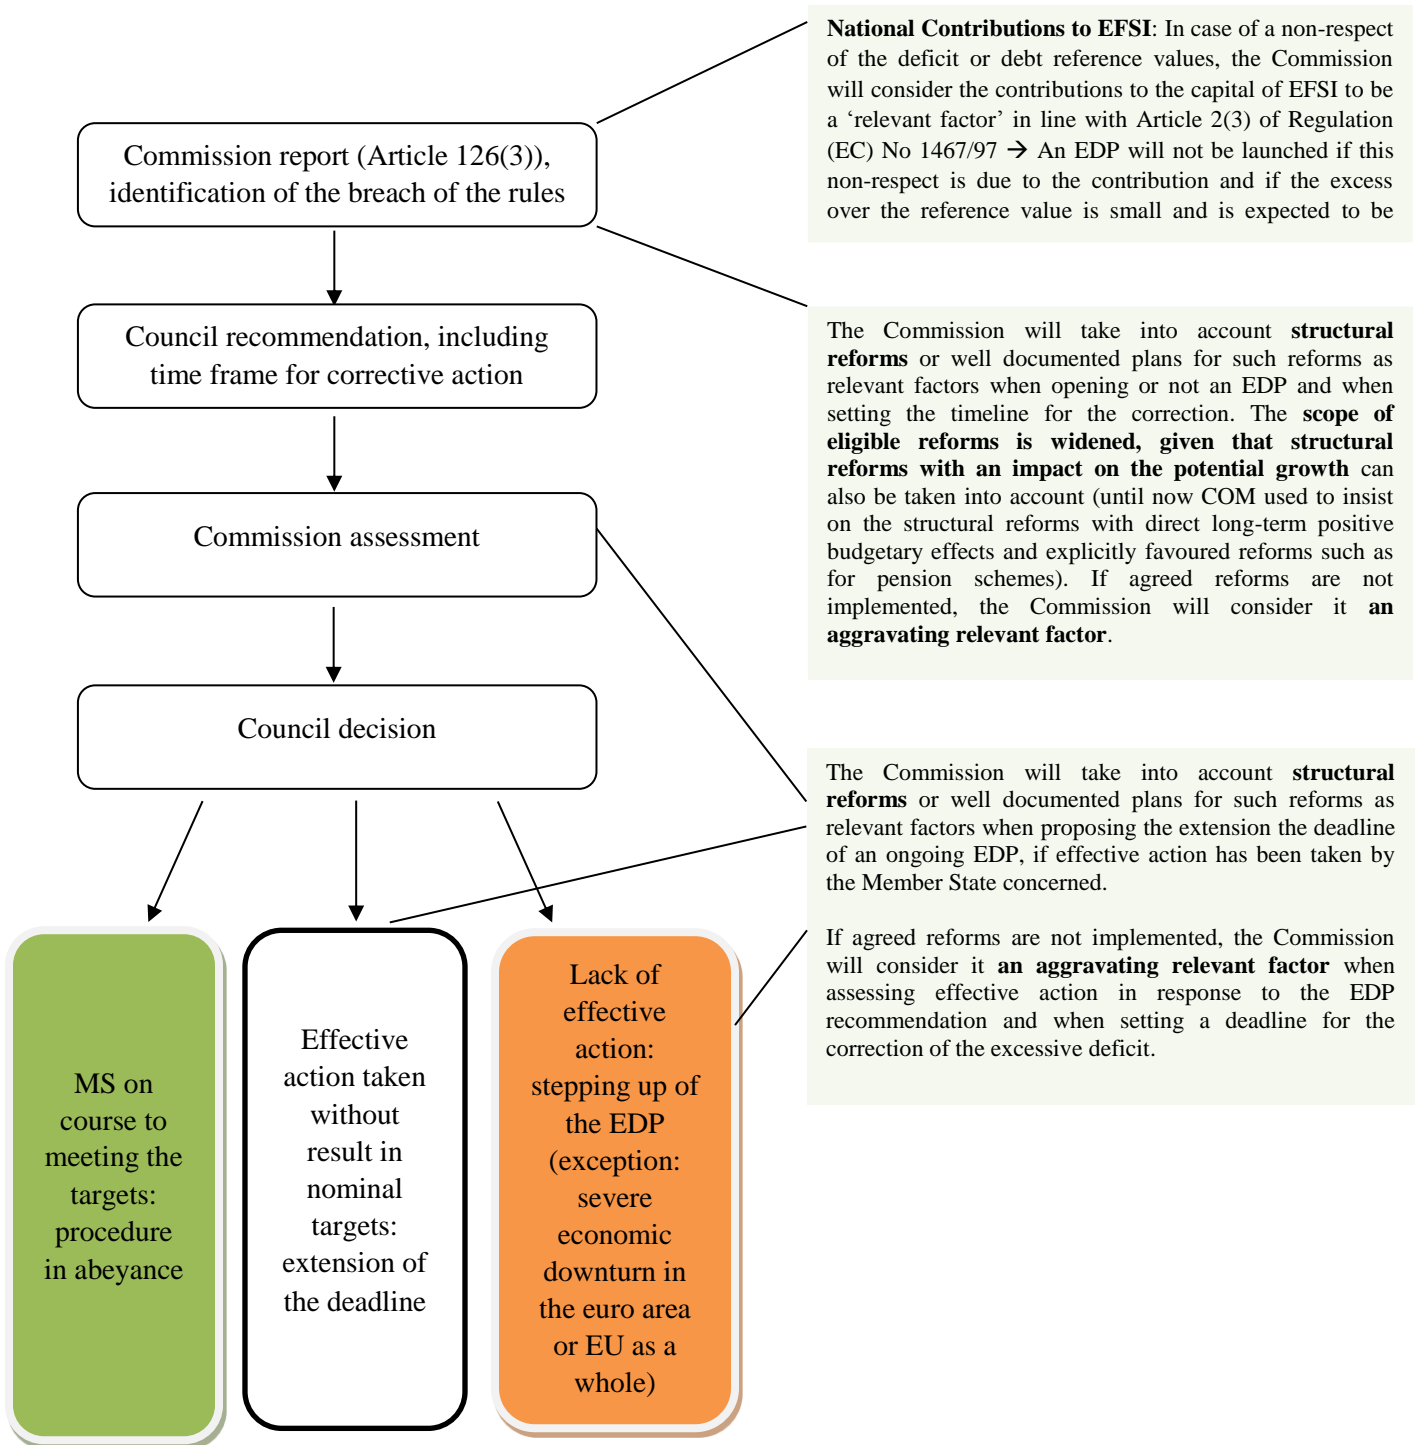 National Contributions to EFSI: In case of a non-respect
of the deficit or debt reference values, the Commission
will consider the contributions to the capital of EFSI to be
a ‘relevant factor’ in line with Article 2(3) of Regulation
(EC) No 1467/97 → An EDP will not be launched if this
non-respect is due to the contribution and if the excess
over the reference value is small and is expected to be
Commission report (Article 126(3)),
identification of the breach of the rules
Council recommendation, including
time frame for corrective action
The Commission will take into account structural
reforms or well documented plans for such reforms as
relevant factors when opening or not an EDP and when
setting the timeline for the correction. The scope of
eligible reforms is widened, given that structural
reforms with an impact on the potential growth can
also be taken into account (until now COM used to insist
on the structural reforms with direct long-term positive
budgetary effects and explicitly favoured reforms such as
for pension schemes). If agreed reforms are not
implemented, the Commission will consider it an
aggravating relevant factor.
Commission assessment
Council decision
The Commission will take into account structural
reforms or well documented plans for such reforms as
relevant factors when proposing the extension the deadline
of an ongoing EDP, if effective action has been taken by
the Member State concerned.
If agreed reforms are not implemented, the Commission
will consider it an aggravating relevant factor when
assessing effective action in response to the EDP
recommendation and when setting a deadline for the
correction of the excessive deficit.
MS on
course to
meeting the
targets:
procedure
in abeyance
Effective
action taken
without
result in
nominal
targets:
extension of
the deadline
Lack of
effective
action:
stepping up of
the EDP
(exception:
severe
economic
downturn in
the euro area
or EU as a
whole)